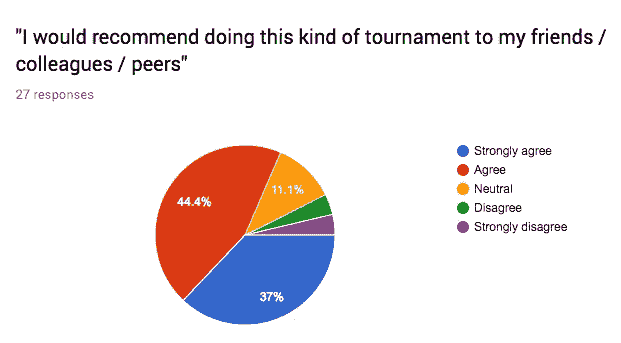 "I would recommend doing this kind of tournament to my friends /
colleagues / peers"
27 responses
Strongly agree
Agree
Neutral
Disagree
Strongly disagree
11.1%
44.4%
37%